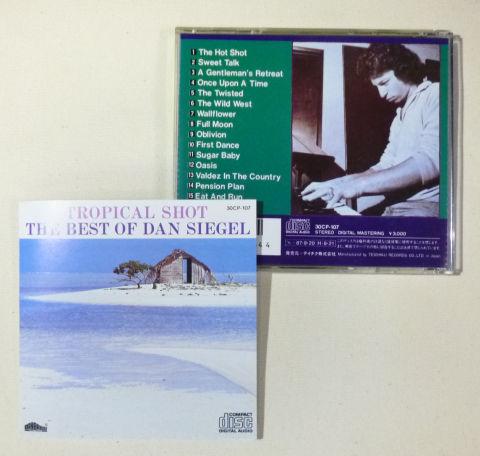 1 The Hot Shot
2 Sweet Talk
3 A Gentleman's Retreat
4 Once Upon A Time
5 The Twisted
6 The Wild West
7 Wallflower
8 Full Moon
9 Oblivion
10 First Dance
11 Sugar Baby
12 Oasis
13 Valdez In The Country
14 Pension Plan
15 Eat And Run
COMPACT
disc
DIGITAL AUDIO
30CP-107
STEREO DIGITAL MASTERING ¥3,000
発売元・テイチク株式会社
Manufactured by TEICHIKU RECORDS CO.,LTD.
4 4
30CP-107
TROPICAL SHOT
THE BEST OF DAN SIEGEL
COMPACT
disc
DIGITAL AUDIO